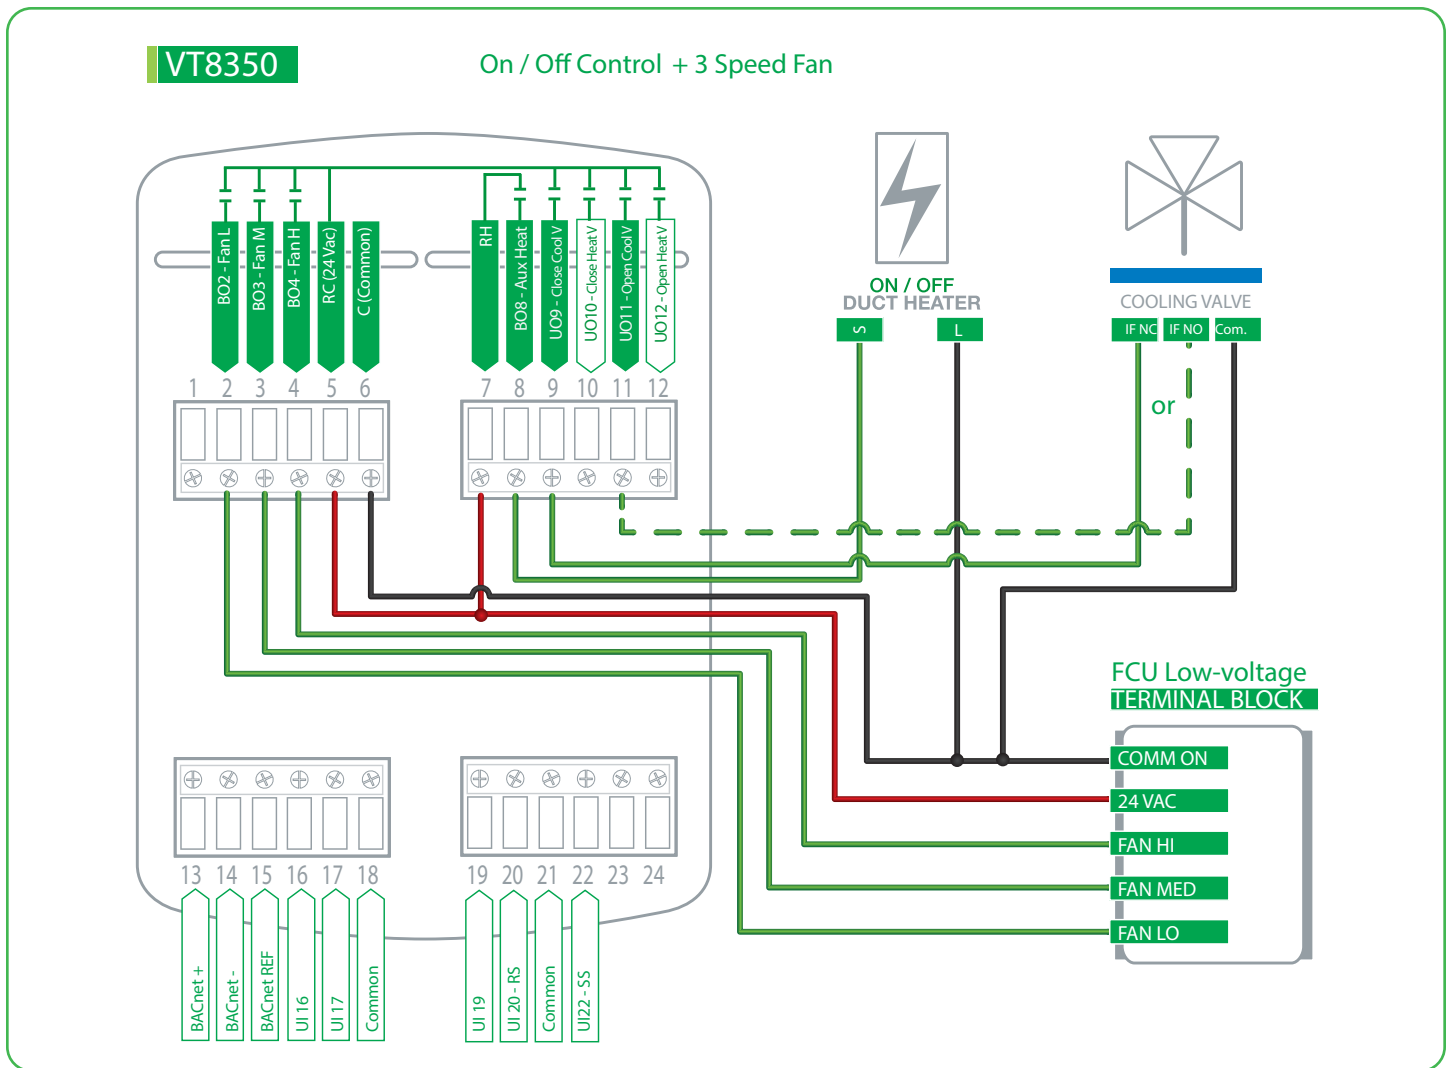 VT8350
On / Off Control + 3 Speed Fan
BO2 - Fan L
BO3 - Fan M
BO4 - Fan H
RC (24 Vac)
C (Common)
RH
BO8 - Aux Heat
UO9 - Close Cool V
UO10 - Close Heat V
UO11 - Open Cool V
UO12 - Open Heat V
1 2 3 4 5 6
7 8 9 10 11 12
ON / OFF
DUCT HEATER
S
L
COOLING VALVE
IF NC
IF NO
Com.
or
FCU Low-voltage
TERMINAL BLOCK
COMM ON
24 VAC
FAN HI
FAN MED
FAN LO
13 14 15 16 17 18
19 20 21 22 23 24
BACnet +
BACnet -
BACnet REF
UI 16
UI 17
Common
UI 19
UI 20 - RS
Common
UI22 - SS